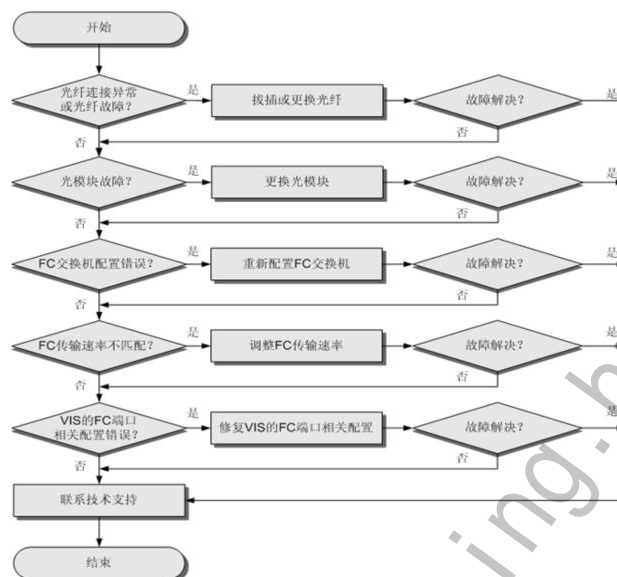 开始
光纤连接异常
或光纤故障？
是
拔插或更换光纤
故障解决？
是
否
否
光模块故障？
是
更换光模块
故障解决？
是
否
否
FC交换机配置错误？
是
重新配置FC交换机
故障解决？
是
否
否
FC传输速率不匹配？
是
调整FC传输速率
故障解决？
是
否
否
VIS的FC端口
相关配置错误？
是
修复VIS的FC端口相关配置
故障解决？
是
否
否
联系技术支持
结束
ing.h